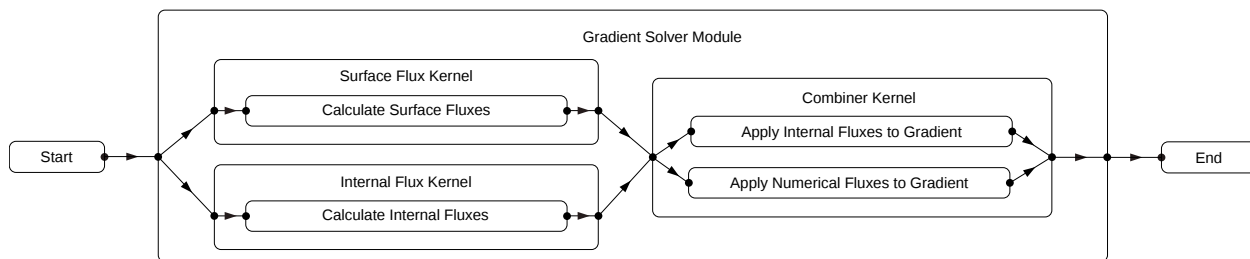 Gradient Solver Module
Surface Flux Kernel
Calculate Surface Fluxes
Internal Flux Kernel
Calculate Internal Fluxes
Combiner Kernel
Apply Internal Fluxes to Gradient
Apply Numerical Fluxes to Gradient
Start
End